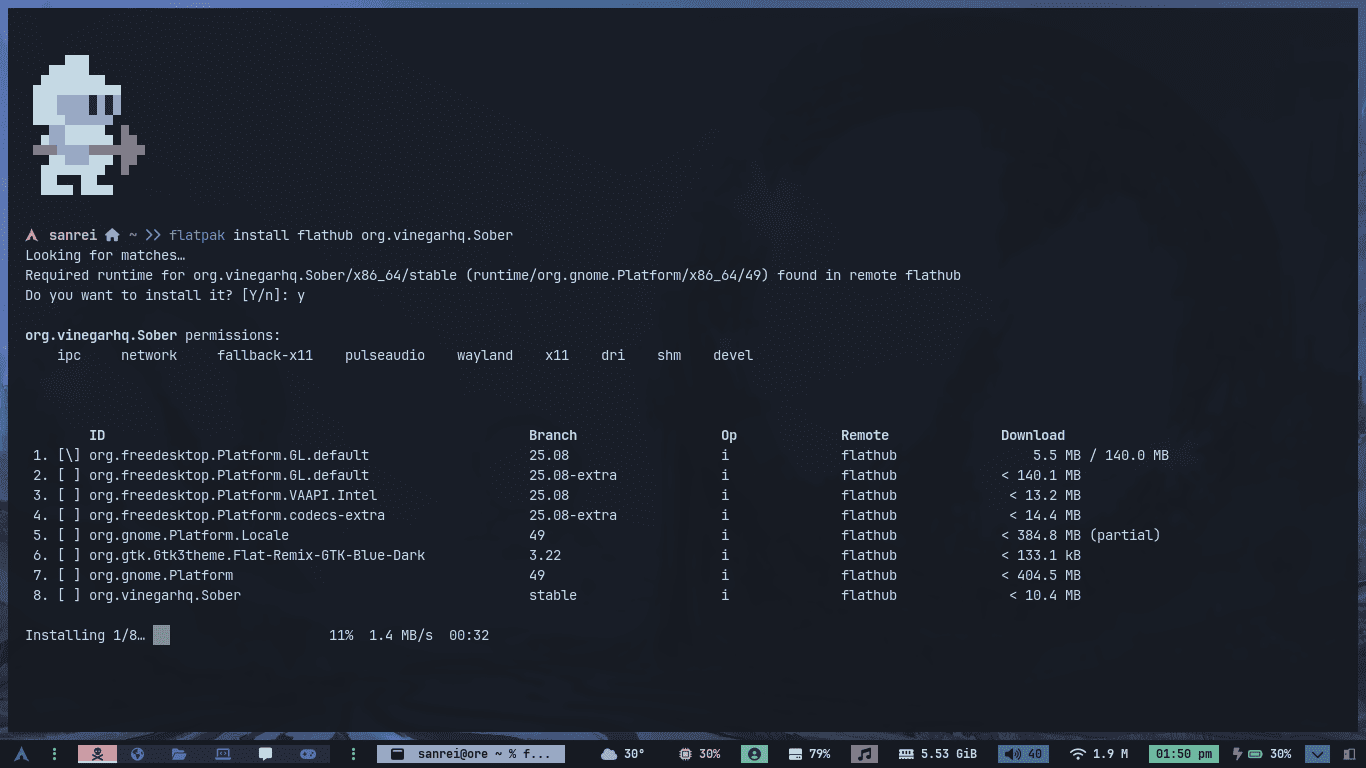 sanrei ~ >> flatpak install flathub org.vinegarhq.Sober
Looking for matches…
Required runtime for org.vinegarhq.Sober/x86_64/stable (runtime/org.gnome.Platform/x86_64/49) found in remote flathub
Do you want to install it? [Y/n]: y
org.vinegarhq.Sober permissions:
ipc network fallback-x11 pulseaudio wayland x11 dri shm devel
ID Branch Op Remote Download
1. [\] org.freedesktop.Platform.GL.default 25.08 i flathub 5.5 MB / 140.0 MB
2. [ ] org.freedesktop.Platform.GL.default 25.08-extra i flathub < 140.1 MB
3. [ ] org.freedesktop.Platform.VAAPI.Intel 25.08 i flathub < 13.2 MB
4. [ ] org.freedesktop.Platform.codecs-extra 25.08-extra i flathub < 14.4 MB
5. [ ] org.gnome.Platform.Locale 49 i flathub < 384.8 MB (partial)
6. [ ] org.gtk.Gtk3theme.Flat-Remix-GTK-Blue-Dark 3.22 i flathub < 133.1 kB
7. [ ] org.gnome.Platform 49 i flathub < 404.5 MB
8. [ ] org.vinegarhq.Sober stable i flathub < 10.4 MB
Installing 1/8… 11% 1.4 MB/s 00:32
sanrei@ore ~ % f... 30° 30% 79% 5.53 GiB 40 1.9 M 01:50 pm 30%